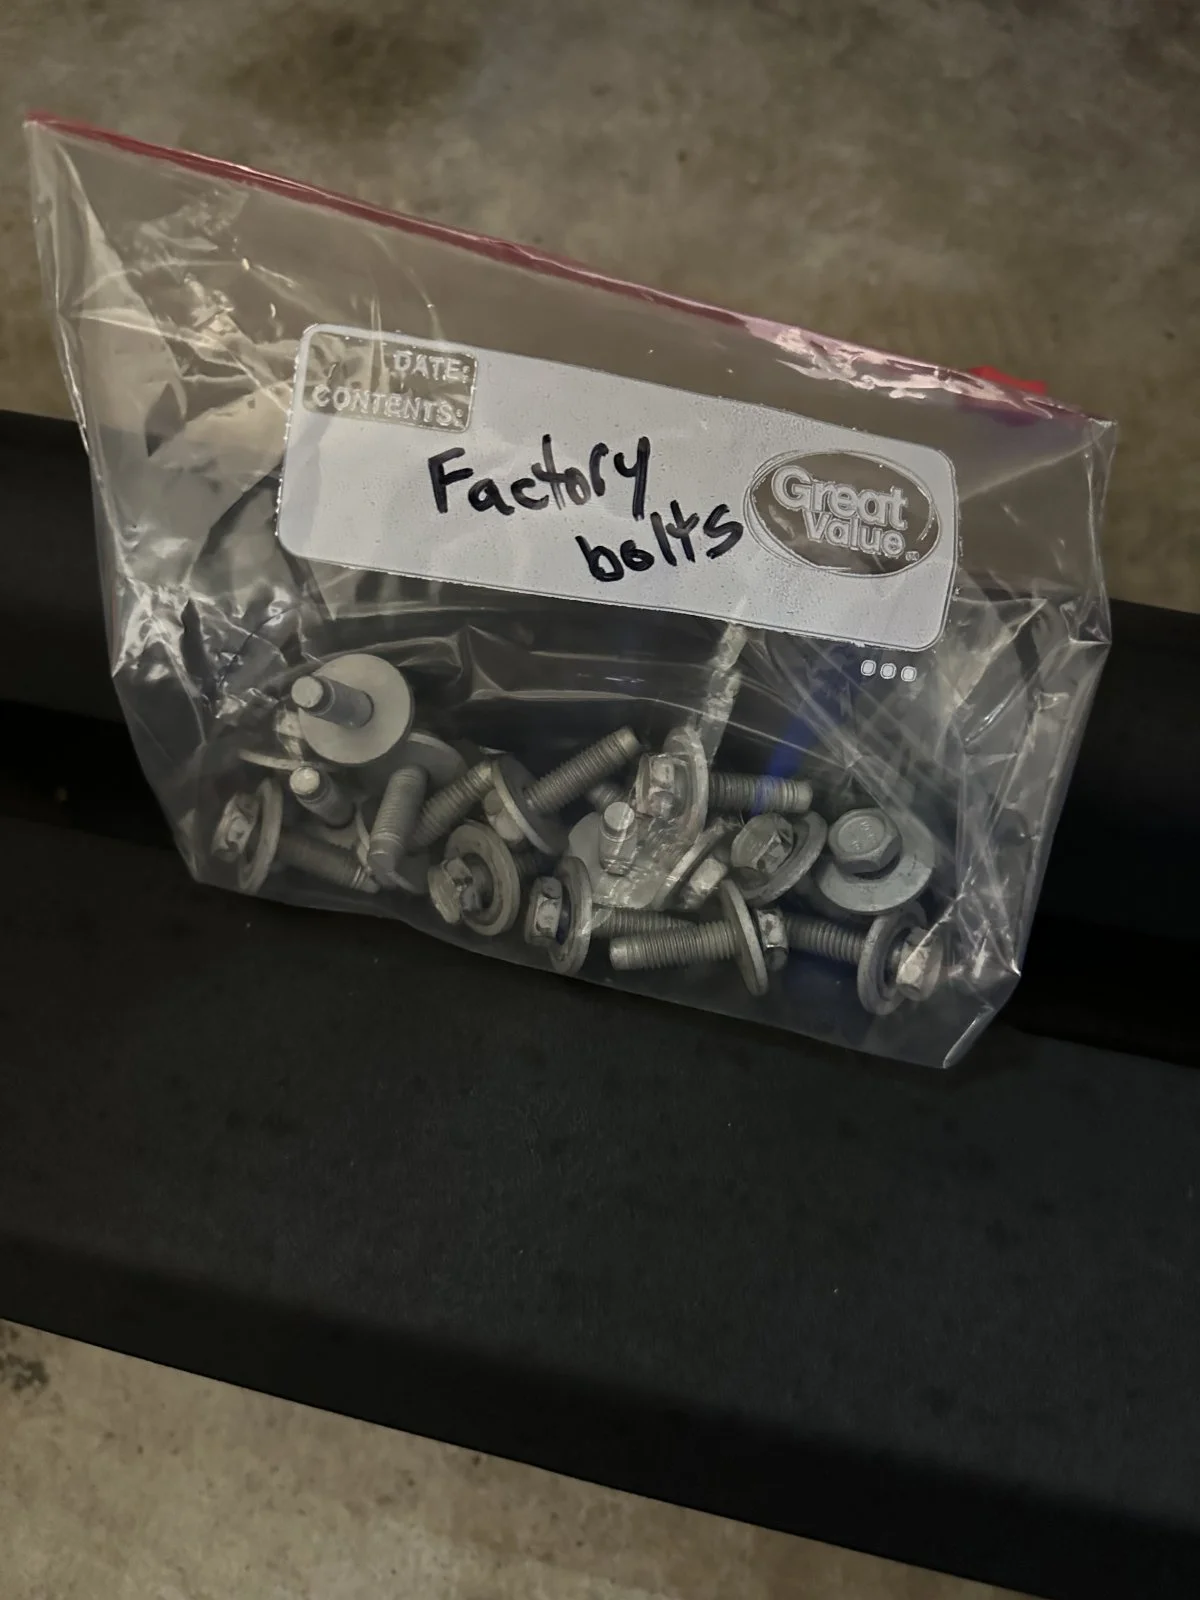 DATE:
CONTENTS:
Factory
bolts
Great
Value